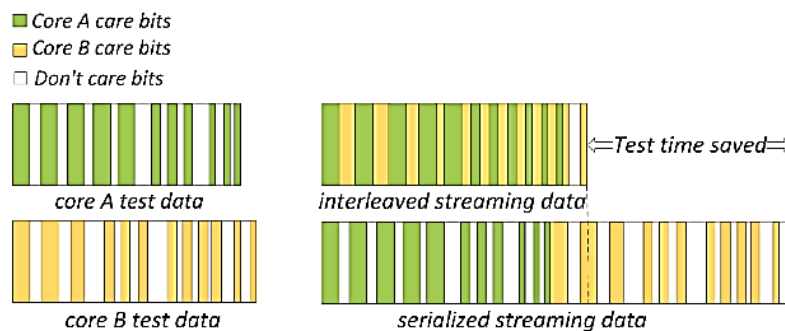 Core A care bits
Core B care bits
Don't care bits
Test time saved
core A test data
interleaved streaming data
core B test data
serialized streaming data